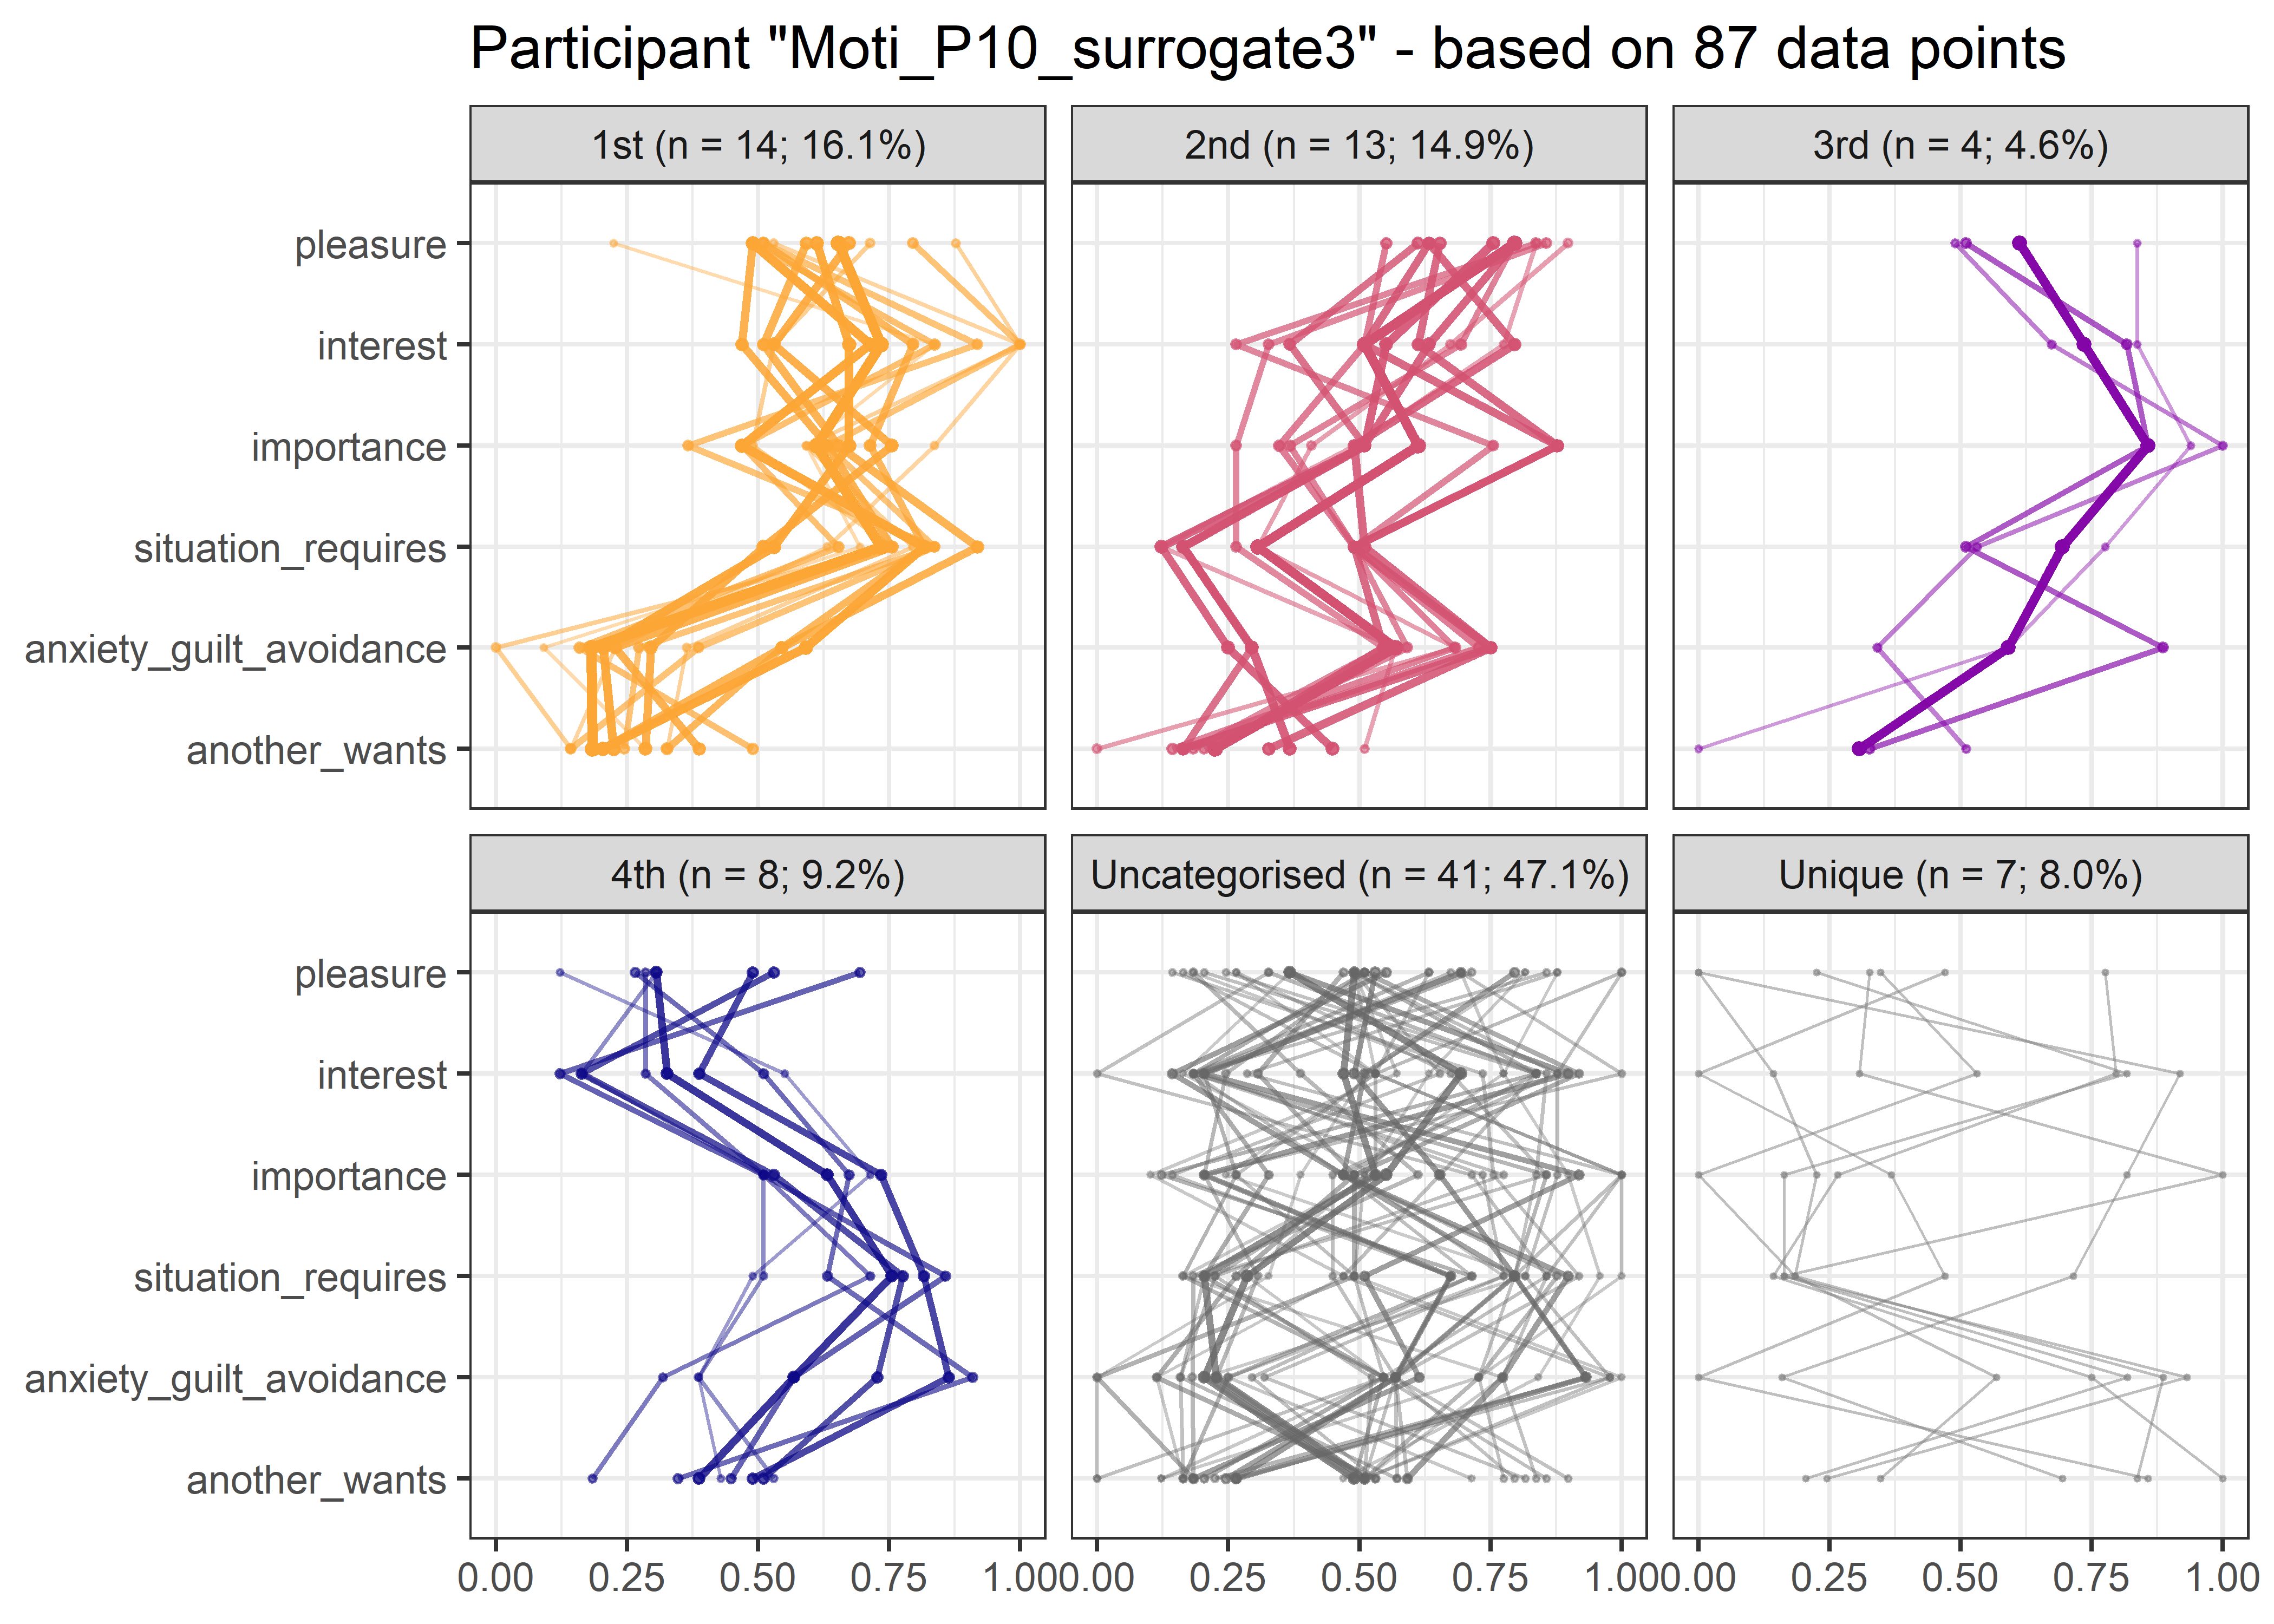 Participant "Moti_P10_surrogate3" - based on 87 data points
1st (n = 14; 16.1%)
2nd (n = 13; 14.9%)
3rd (n = 4; 4.6%)
pleasure
interest
importance
situation_requires
anxiety_guilt_avoidance
another_wants
4th (n = 8; 9.2%)
Uncategorised (n = 41; 47.1%)
Unique (n = 7; 8.0%)
pleasure
interest
importance
situation_requires
anxiety_guilt_avoidance
another_wants
0.00 0.25 0.50 0.75 1.00
0.00 0.25 0.50 0.75 1.00
0.00 0.25 0.50 0.75 1.00